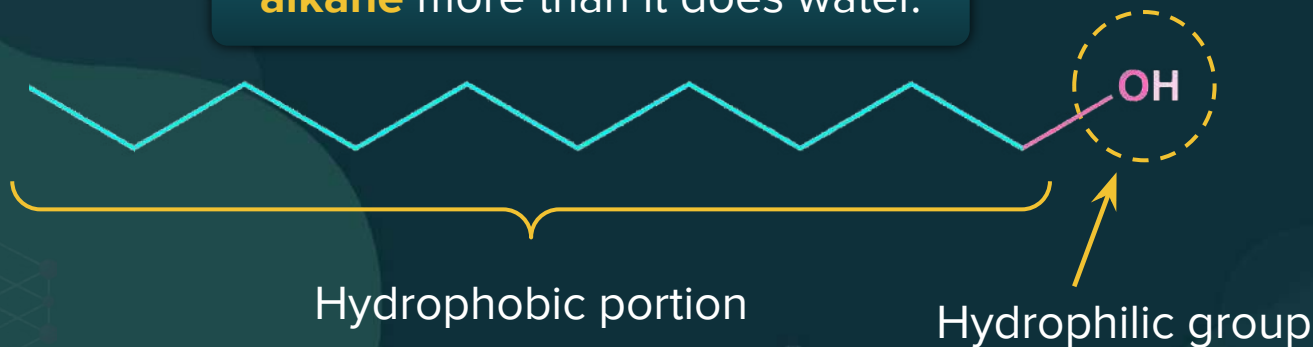 alkane more than it does water.
OH
Hydrophobic portion
Hydrophilic group